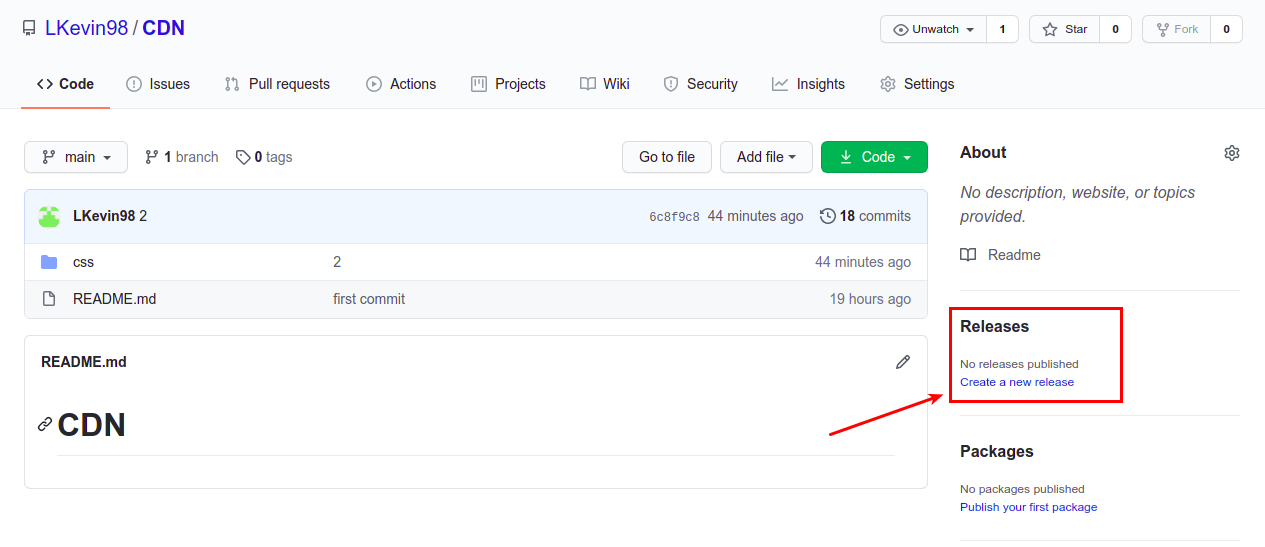 LKevin98 / CDN
Unwatch 1 Star 0 Fork 0
Code Issues Pull requests Actions Projects Wiki Security Insights Settings
main 1 branch 0 tags Go to file Add file Code
LKevin98 2 6c8f9c8 44 minutes ago 18 commits
css 2 44 minutes ago
README.md first commit 19 hours ago
README.md
CDN
About
No description, website, or topics
provided.
Readme
Releases
No releases published
Create a new release
Packages
No packages published
Publish your first package